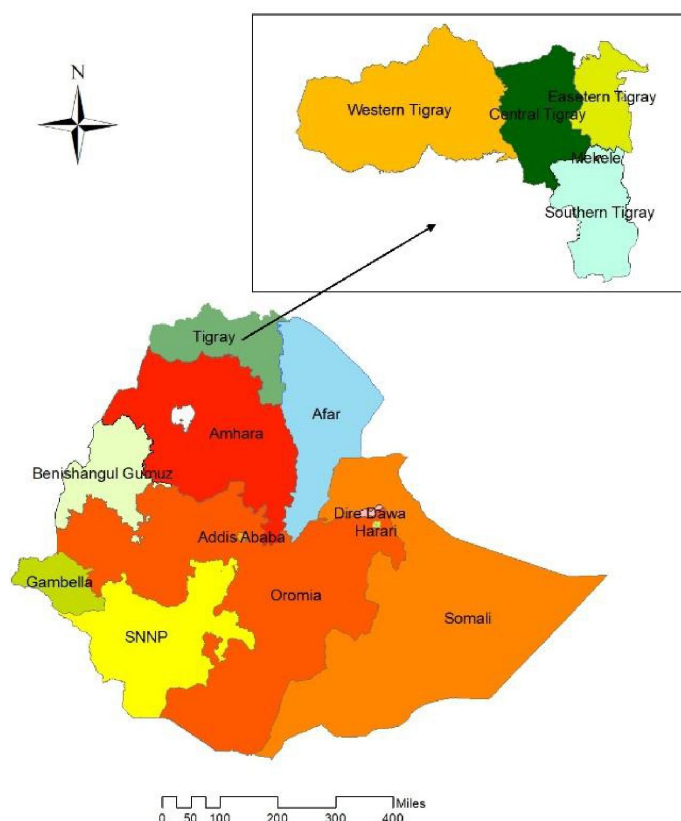 N
Western Tigray
Easetern Tigray
Central Tigray
Mekele
Southern Tigray
Tigray
Afar
Amhara
Benishangul Gumuz
Dire Dawa
Harari
Addis Ababa
Gambella
Oromia
Somali
SNNP
Miles
0 50 100 200 300 400